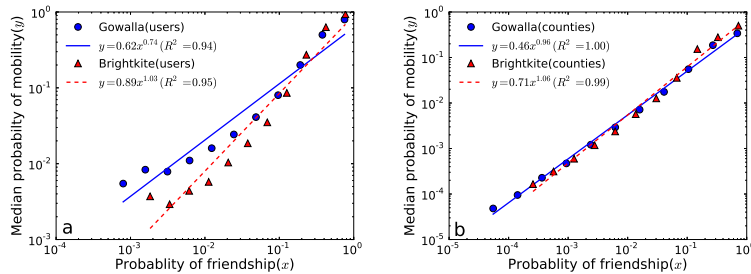 Median probability of mobility(y)
10^0
10^-1
10^-2
10^-3
Gowalla(users)
y=0.62x^0.74 (R^2 =0.94)
Brightkite(users)
y=0.89x^1.03 (R^2 =0.95)
a
10^-4 10^-3 10^-2 10^-1 10^0
Probablity of friendship(x)
Median probabilty of mobility(y)
10^0
10^-1
10^-2
10^-3
10^-4
10^-5
Gowalla(counties)
y=0.46x^0.96 (R^2 =1.00)
Brightkite(counties)
y=0.71x^1.06 (R^2 =0.99)
b
10^-5 10^-4 10^-3 10^-2 10^-1 10^0
Probablity of friendship(x)